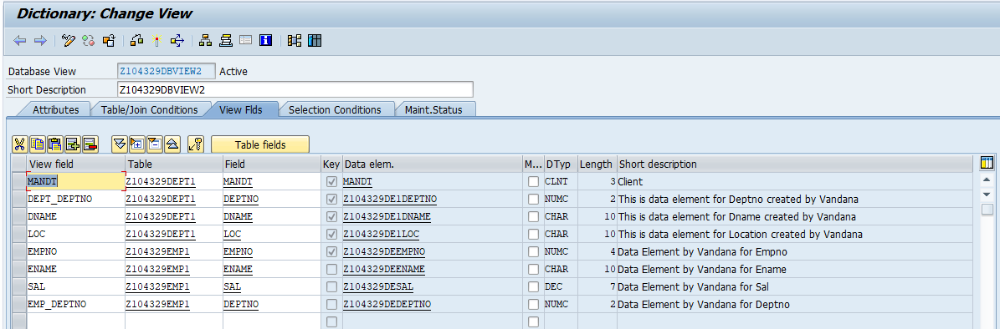 Dictionary: Change View
Database View Z104329DBVIEW2 Active
Short Description Z104329DBVIEW2
Attributes Table/Join Conditions View Flds Selection Conditions Maint.Status
Table fields
View field Table Field Key Data elem. M... DTyp Length Short description
MANDT Z104329DEPT1 MANDT MANDT CLNT 3 Client
DEPT_DEPTNO Z104329DEPT1 DEPTNO Z104329DE1DEPTNO NUMC 2 This is data element for Deptno created by Vandana
DNAME Z104329DEPT1 DNAME Z104329DE1DNAME CHAR 10 This is data element for Dname created by Vandana
LOC Z104329DEPT1 LOC Z104329DE1LOC CHAR 10 This is data element for Location created by Vandana
EMPNO Z104329EMP1 EMPNO Z104329DEEMPNO NUMC 4 Data Element by Vandana for Empno
ENAME Z104329EMP1 ENAME Z104329DEENAME CHAR 10 Data Element by Vandana for Ename
SAL Z104329EMP1 SAL Z104329DESAL DEC 7 Data Element by Vandana for Sal
EMP_DEPTNO Z104329EMP1 DEPTNO Z104329DEDEPTNO NUMC 2 Data Element by Vandana for Deptno